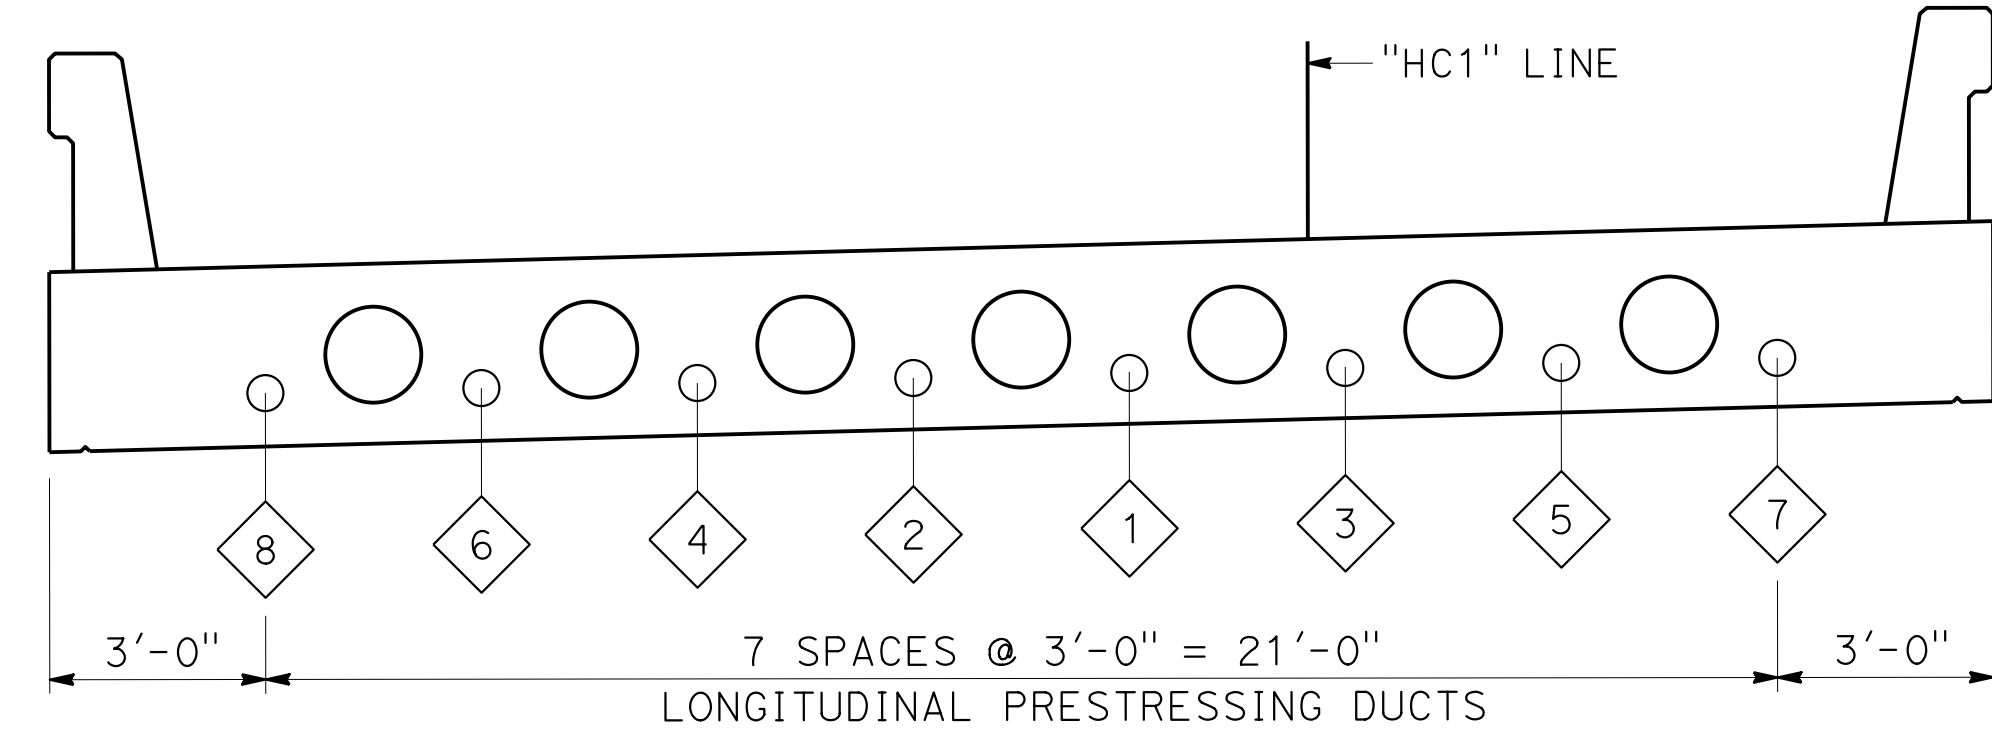 "HC1" LINE
8 6 4 2 1 3 5 7
3'-0" 7 SPACES @ 3'-0" = 21'-0" 3'-0"
LONGITUDINAL PRESTRESSING DUCTS